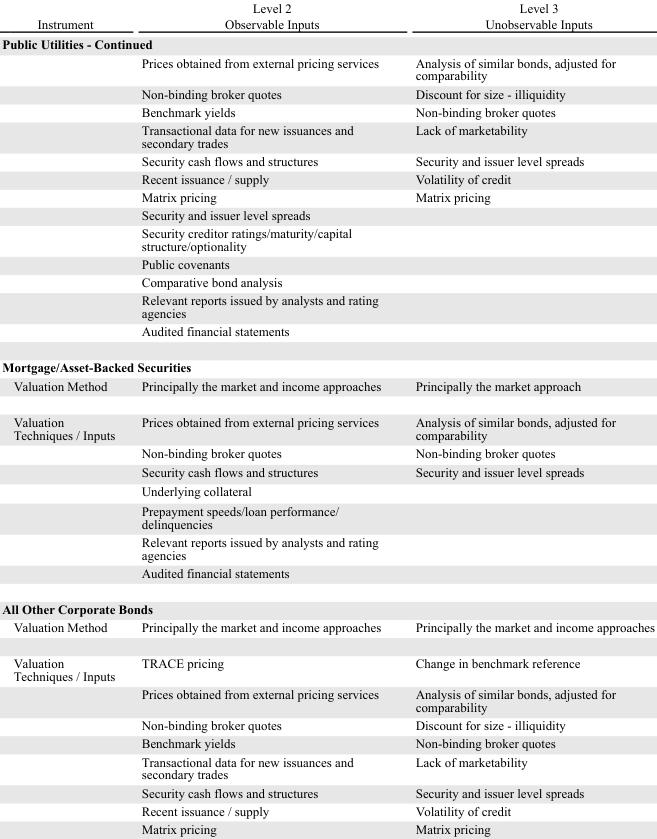 Level 2 Level 3
Instrument Observable Inputs Unobservable Inputs
Public Utilities - Continued
Prices obtained from external pricing services Analysis of similar bonds, adjusted for
comparability
Non-binding broker quotes Discount for size - illiquidity
Benchmark yields Non-binding broker quotes
Transactional data for new issuances and Lack of marketability
secondary trades
Security cash flows and structures Security and issuer level spreads
Recent issuance / supply Volatility of credit
Matrix pricing Matrix pricing
Security and issuer level spreads
Security creditor ratings/maturity/capital
structure/optionality
Public covenants
Comparative bond analysis
Relevant reports issued by analysts and rating
agencies
Audited financial statements
Mortgage/Asset-Backed Securities
Valuation Method Principally the market and income approaches Principally the market approach
Valuation Prices obtained from external pricing services Analysis of similar bonds, adjusted for
Techniques / Inputs comparability
Non-binding broker quotes Non-binding broker quotes
Security cash flows and structures Security and issuer level spreads
Underlying collateral
Prepayment speeds/loan performance/
delinquencies
Relevant reports issued by analysts and rating
agencies
Audited financial statements
All Other Corporate Bonds
Valuation Method Principally the market and income approaches Principally the market and income approaches
Valuation TRACE pricing Change in benchmark reference
Techniques / Inputs
Prices obtained from external pricing services Analysis of similar bonds, adjusted for
comparability
Non-binding broker quotes Discount for size - illiquidity
Benchmark yields Non-binding broker quotes
Transactional data for new issuances and Lack of marketability
secondary trades
Security cash flows and structures Security and issuer level spreads
Recent issuance / supply Volatility of credit
Matrix pricing Matrix pricing